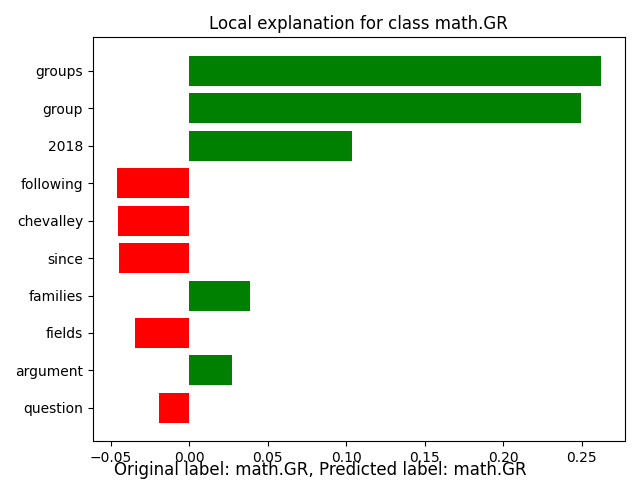 Local explanation for class math.GR
groups
group
2018
following
chevalley
since
families
fields
argument
question
−0.05 0.00 0.05 0.10 0.15 0.20 0.25
Original label: math.GR, Predicted label: math.GR